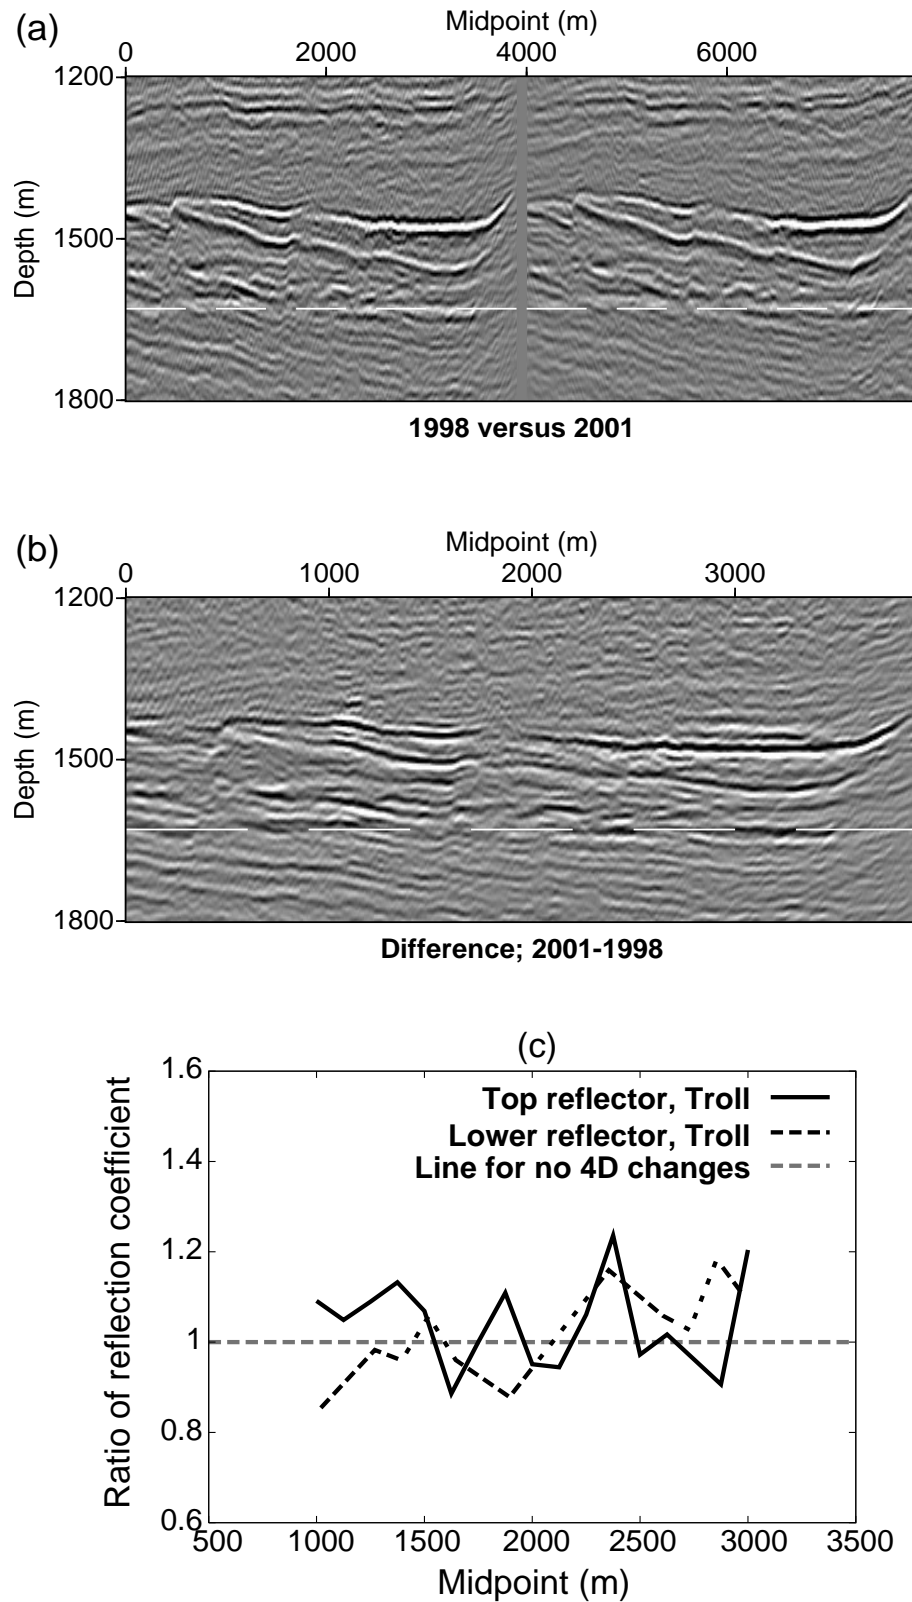 (a)
Midpoint (m)
0 2000 4000 6000
1200
1500
1800
Depth (m)
1998 versus 2001
(b)
Midpoint (m)
0 1000 2000 3000
1200
1500
1800
Depth (m)
Difference; 2001-1998
(c)
1.6
1.4
1.2
1
0.8
0.6
Ratio of reflection coefficient
Top reflector, Troll
Lower reflector, Troll
Line for no 4D changes
500 1000 1500 2000 2500 3000 3500
Midpoint (m)